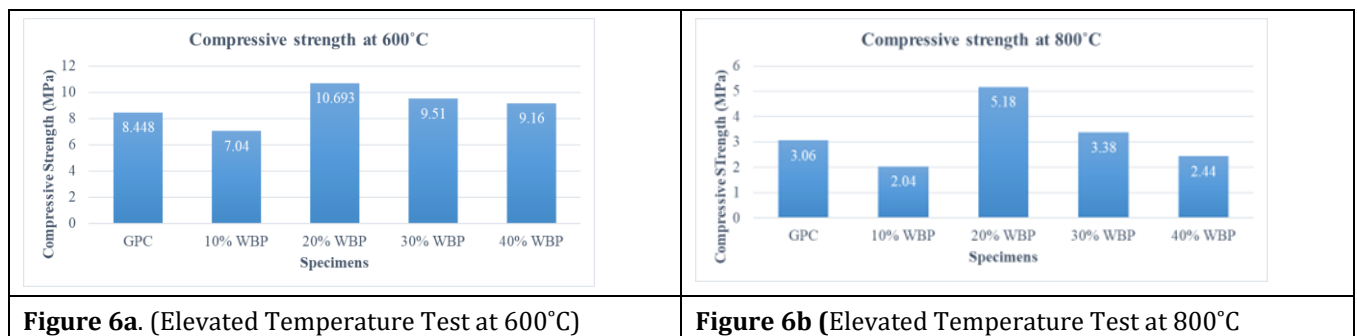 Compressive strength at 600˚C
Compressive Strength (MPa)
12
10
8
6
4
2
0
8.448
7.04
10.693
9.51
9.16
GPC 10% WBP 20% WBP 30% WBP 40% WBP
Specimens
Compressive strength at 800˚C
Compressive STrength (MPa)
6
5
4
3
2
1
0
3.06
2.04
5.18
3.38
2.44
GPC 10% WBP 20% WBP 30% WBP 40% WBP
Specimens
Figure 6a. (Elevated Temperature Test at 600˚C)
Figure 6b (Elevated Temperature Test at 800˚C